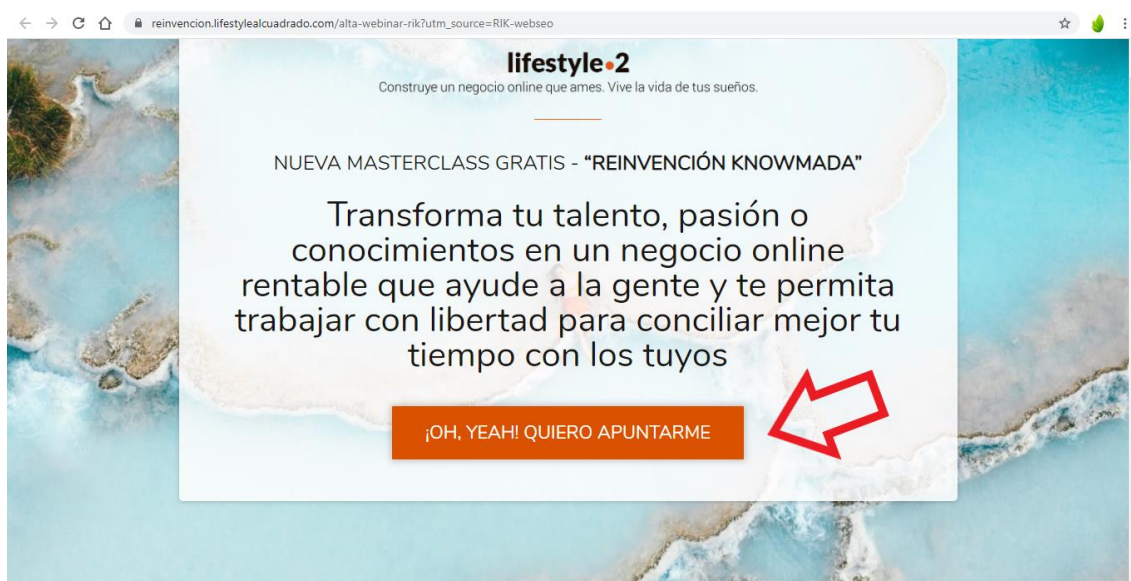 reinvencion.lifestylealcuadrado.com/alta-webinar-rik?utm_source=RIK-webseo
lifestyle•2
Construye un negocio online que ames. Vive la vida de tus sueños.
NUEVA MASTERCLASS GRATIS - “REINVENCIÓN KNOWMADA”
Transforma tu talento, pasión o
conocimientos en un negocio online
rentable que ayude a la gente y te permita
trabajar con libertad para conciliar mejor tu
tiempo con los tuyos
¡OH, YEAH! QUIERO APUNTARME